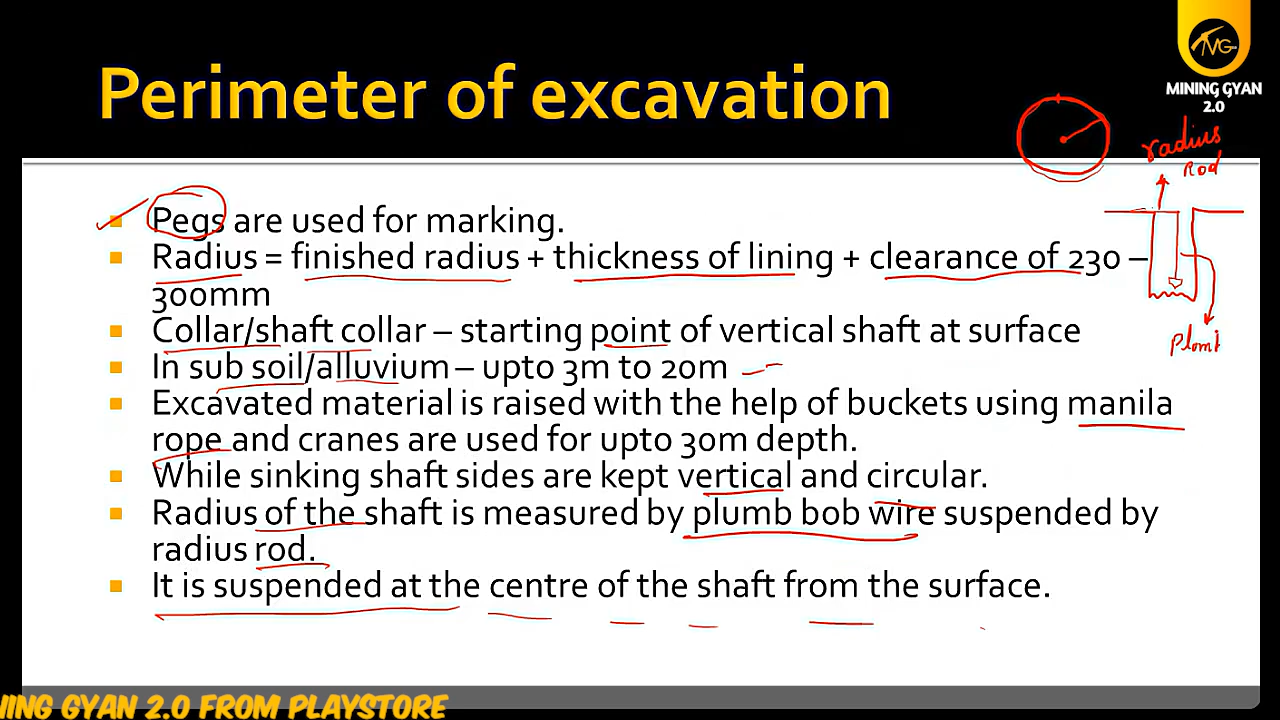 Perimeter of excavation
MG
MINING GYAN
2.0
radius
Rod
Pegs are used for marking.
Radius = finished radius + thickness of lining + clearance of 230 –
300mm
Collar/shaft collar – starting point of vertical shaft at surface
Plomt
In sub soil/alluvium – upto 3m to 20m
Excavated material is raised with the help of buckets using manila
rope and cranes are used for upto 30m depth.
While sinking shaft sides are kept vertical and circular.
Radius of the shaft is measured by plumb bob wire suspended by
radius rod.
It is suspended at the centre of the shaft from the surface.
NING GYAN 2.0 FROM PLAYSTORE